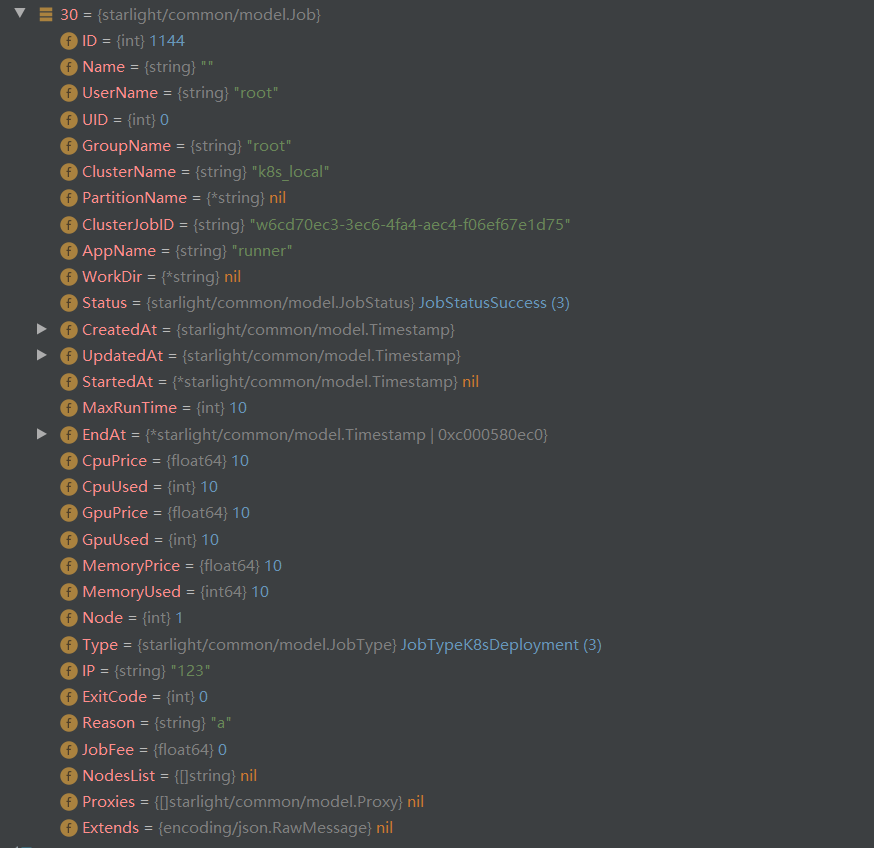 30 = {starlight/common/model.Job}
f ID = {int} 1144
f Name = {string} ""
f UserName = {string} "root"
f UID = {int} 0
f GroupName = {string} "root"
f ClusterName = {string} "k8s_local"
f PartitionName = {*string} nil
f ClusterJobID = {string} "w6cd70ec3-3ec6-4fa4-aec4-f06ef67e1d75"
f AppName = {string} "runner"
f WorkDir = {*string} nil
f Status = {starlight/common/model.JobStatus} JobStatusSuccess (3)
f CreatedAt = {starlight/common/model.Timestamp}
f UpdatedAt = {starlight/common/model.Timestamp}
f StartedAt = {*starlight/common/model.Timestamp} nil
f MaxRunTime = {int} 10
f EndAt = {*starlight/common/model.Timestamp | 0xc000580ec0}
f CpuPrice = {float64} 10
f CpuUsed = {int} 10
f GpuPrice = {float64} 10
f GpuUsed = {int} 10
f MemoryPrice = {float64} 10
f MemoryUsed = {int64} 10
f Node = {int} 1
f Type = {starlight/common/model.JobType} JobTypeK8sDeployment (3)
f IP = {string} "123"
f ExitCode = {int} 0
f Reason = {string} "a"
f JobFee = {float64} 0
f NodesList = {[]string} nil
f Proxies = {[]starlight/common/model.Proxy} nil
f Extends = {encoding/json.RawMessage} nil